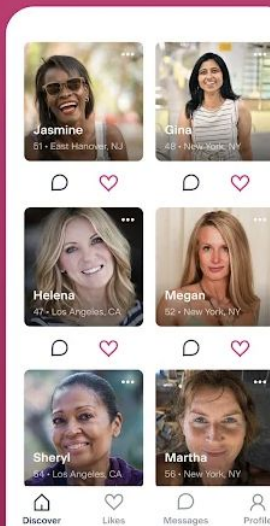 Jasmine
51 • East Hanover, NJ
Gina
48 • New York, NY
Helena
47 • Los Angeles, CA
Megan
52 • New York, NY
Sheryl
54 • Los Angeles, CA
Martha
56 • New York, NY
Discover
Likes
Messages
Profile